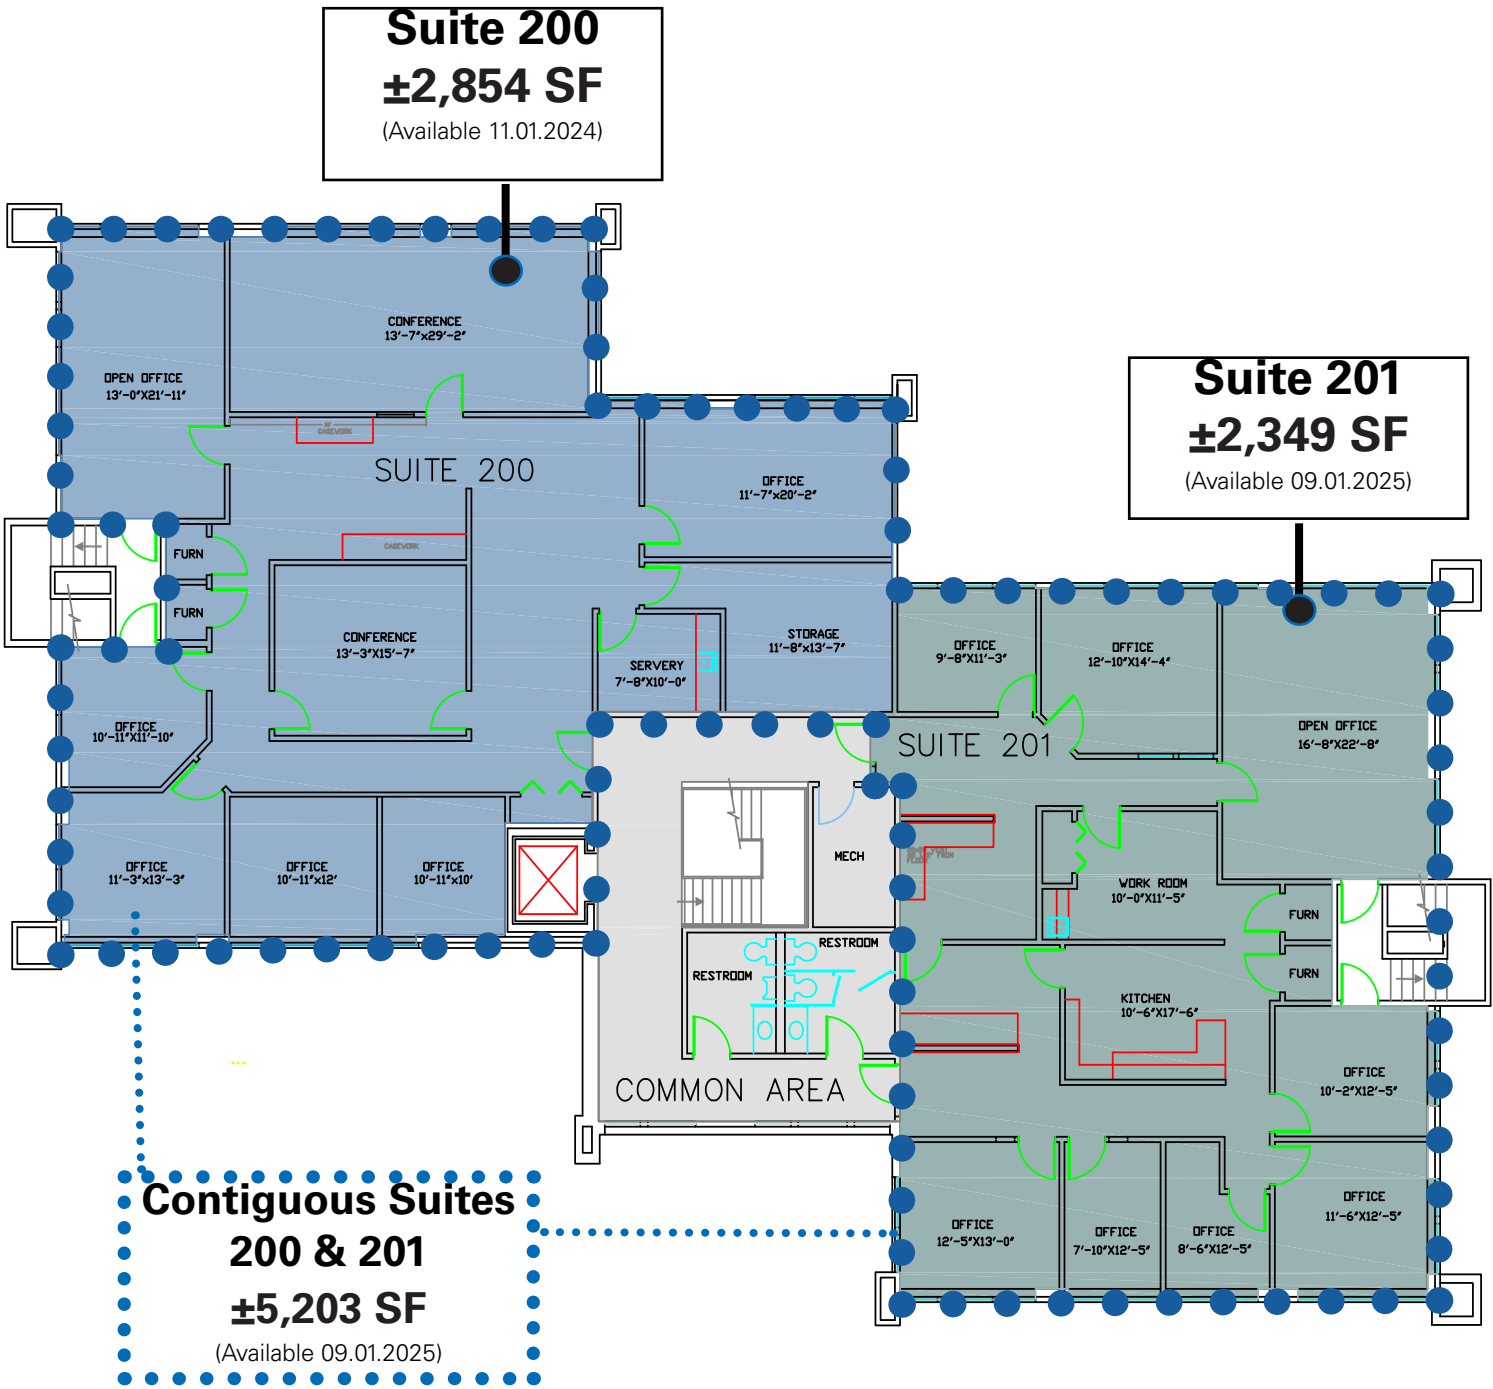 Suite 200
±2,854 SF
(Available 11.01.2024)
Suite 201
±2,349 SF
(Available 09.01.2025)
CONFERENCE
13'-7"x29'-2"
OPEN OFFICE
13'-0"X21'-11"
CASEWORK
SUITE 200
OFFICE
11'-7"x20'-2"
CASEWORK
FURN
FURN
CONFERENCE
13'-3"X15'-7"
STORAGE
11'-8"x13'-7"
SERVERY
7'-8"X10'-0"
OFFICE
10'-11"X11'-10"
OFFICE
11'-3"x13'-3"
OFFICE
10'-11"x12'
OFFICE
10'-11"x10'
OFFICE
9'-8"X11'-3"
OFFICE
12'-10"X14'-4"
OPEN OFFICE
16'-8"X22'-8"
SUITE 201
MECH
WORK ROOM
10'-0"X11'-5"
FURN
FURN
RESTROOM
RESTROOM
KITCHEN
10'-6"X17'-6"
COMMON AREA
OFFICE
10'-2"X12'-5"
OFFICE
11'-6"X12'-5"
OFFICE
12'-5"X13'-0"
OFFICE
7'-10"X12'-5"
OFFICE
8'-6"X12'-5"
Contiguous Suites
200 & 201
±5,203 SF
(Available 09.01.2025)